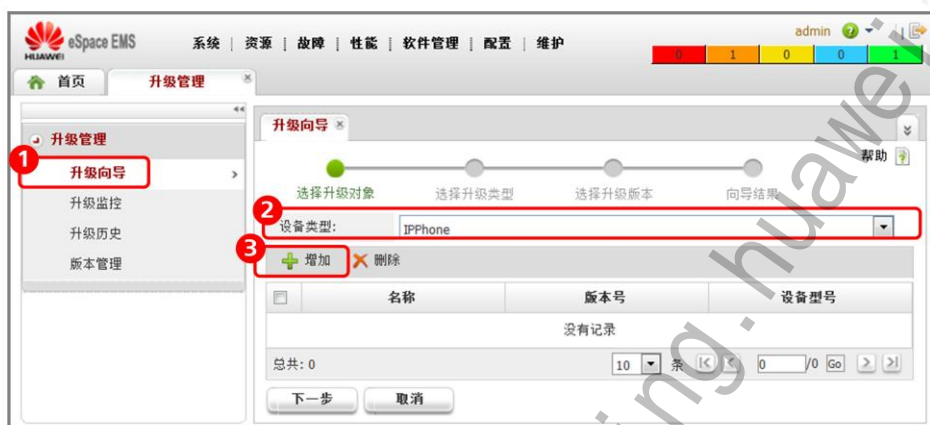 admin
HUAWEI eSpace EMS 系统 | 资源 | 故障 | 性能 | 软件管理 | 配置 | 维护
0 1 0 0 1
首页 升级管理
升级向导
升级管理
帮助
1
升级向导
选择升级对象 选择升级类型 选择升级版本 向导结果
升级监控
2
设备类型: IPPhone
升级历史
3
增加 删除
版本管理
名称 版本号 设备型号
没有记录
总共: 0 10 条 0 /0 Go
下一步 取消
ing.huawei